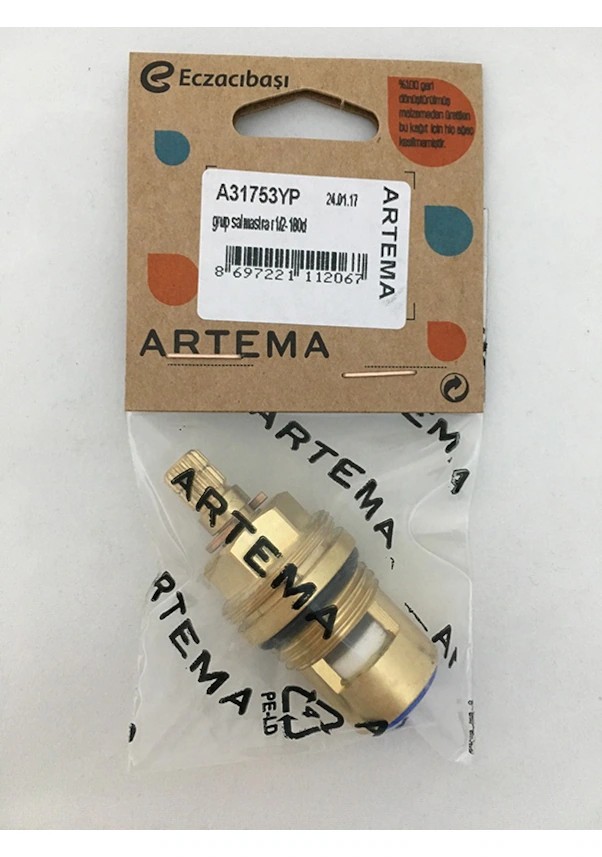 Eczacıbaşı
%100 geri
dönüştürülmüş
malzemeden üretilen
bu kağıt için hiç ağaç
kesilmemiştir.
A31753YP 24.01.17
grup salmastra r1/2-180d
ARTEMA
8 697221 112067
ARTEMA
ARTEMA
ARTEMA
ARTEMA
PE-LD
4